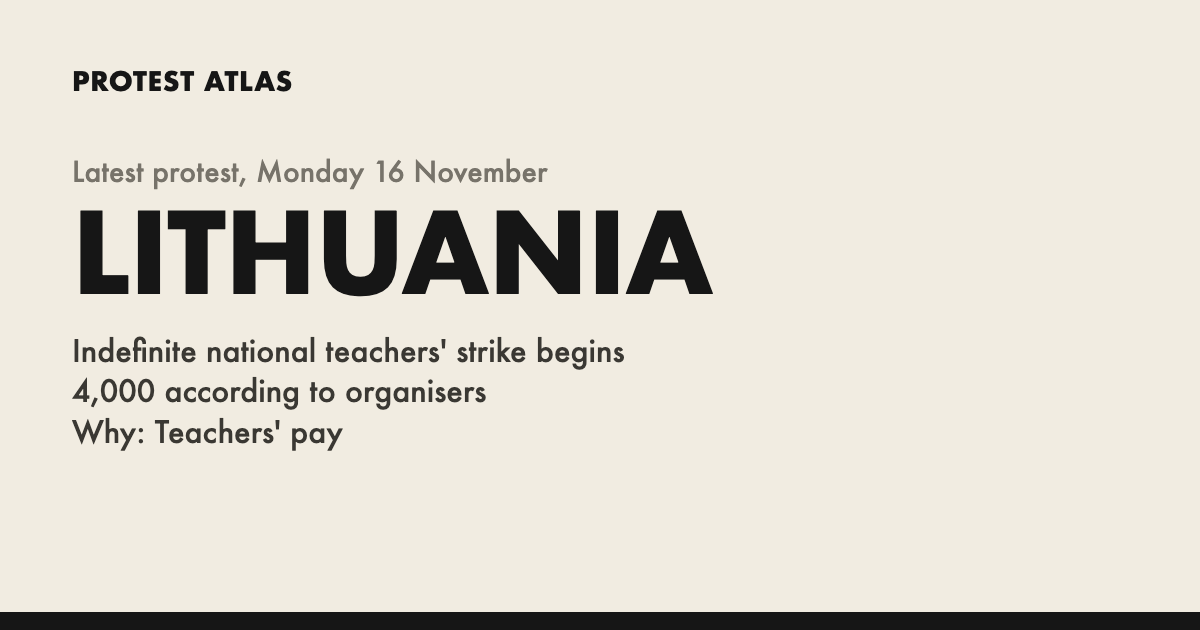 PROTEST ATLAS
Latest protest, Monday 16 November
LITHUANIA
Indefinite national teachers' strike begins
4,000 according to organisers
Why: Teachers' pay